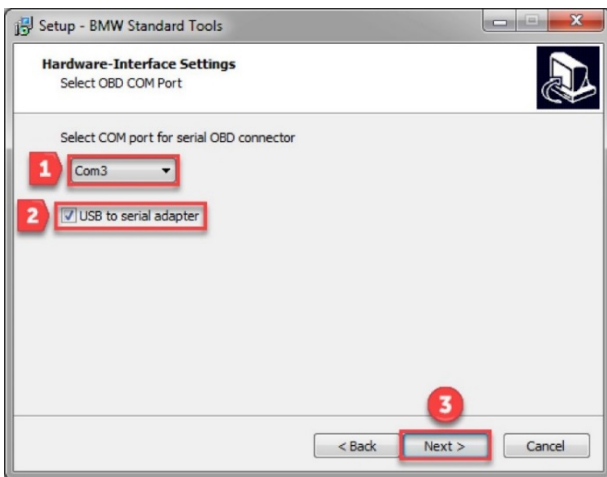 Setup - BMW Standard Tools
Hardware-Interface Settings
Select OBD COM Port
Select COM port for serial OBD connector
1 Com3
2 USB to serial adapter
3
< Back Next > Cancel